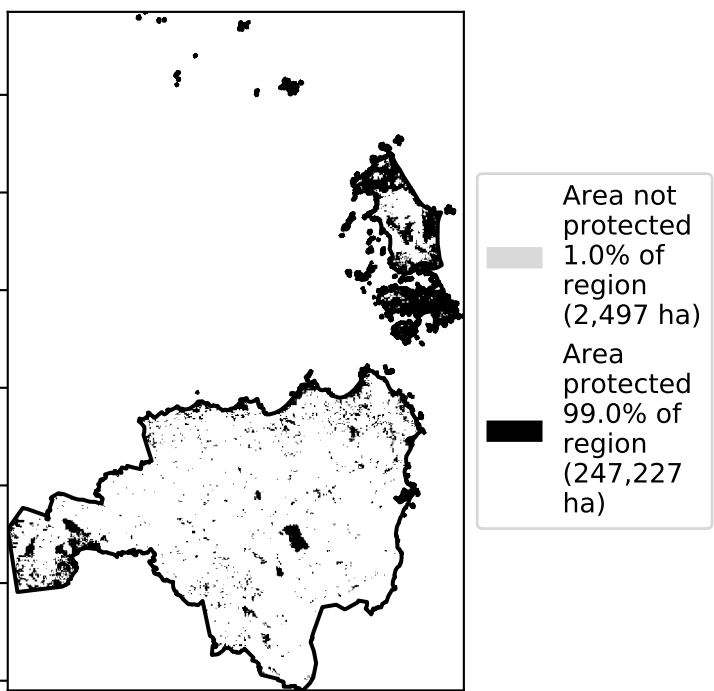 Area not
protected
1.0% of
region
(2,497 ha)
Area
protected
99.0% of
region
(247,227
ha)